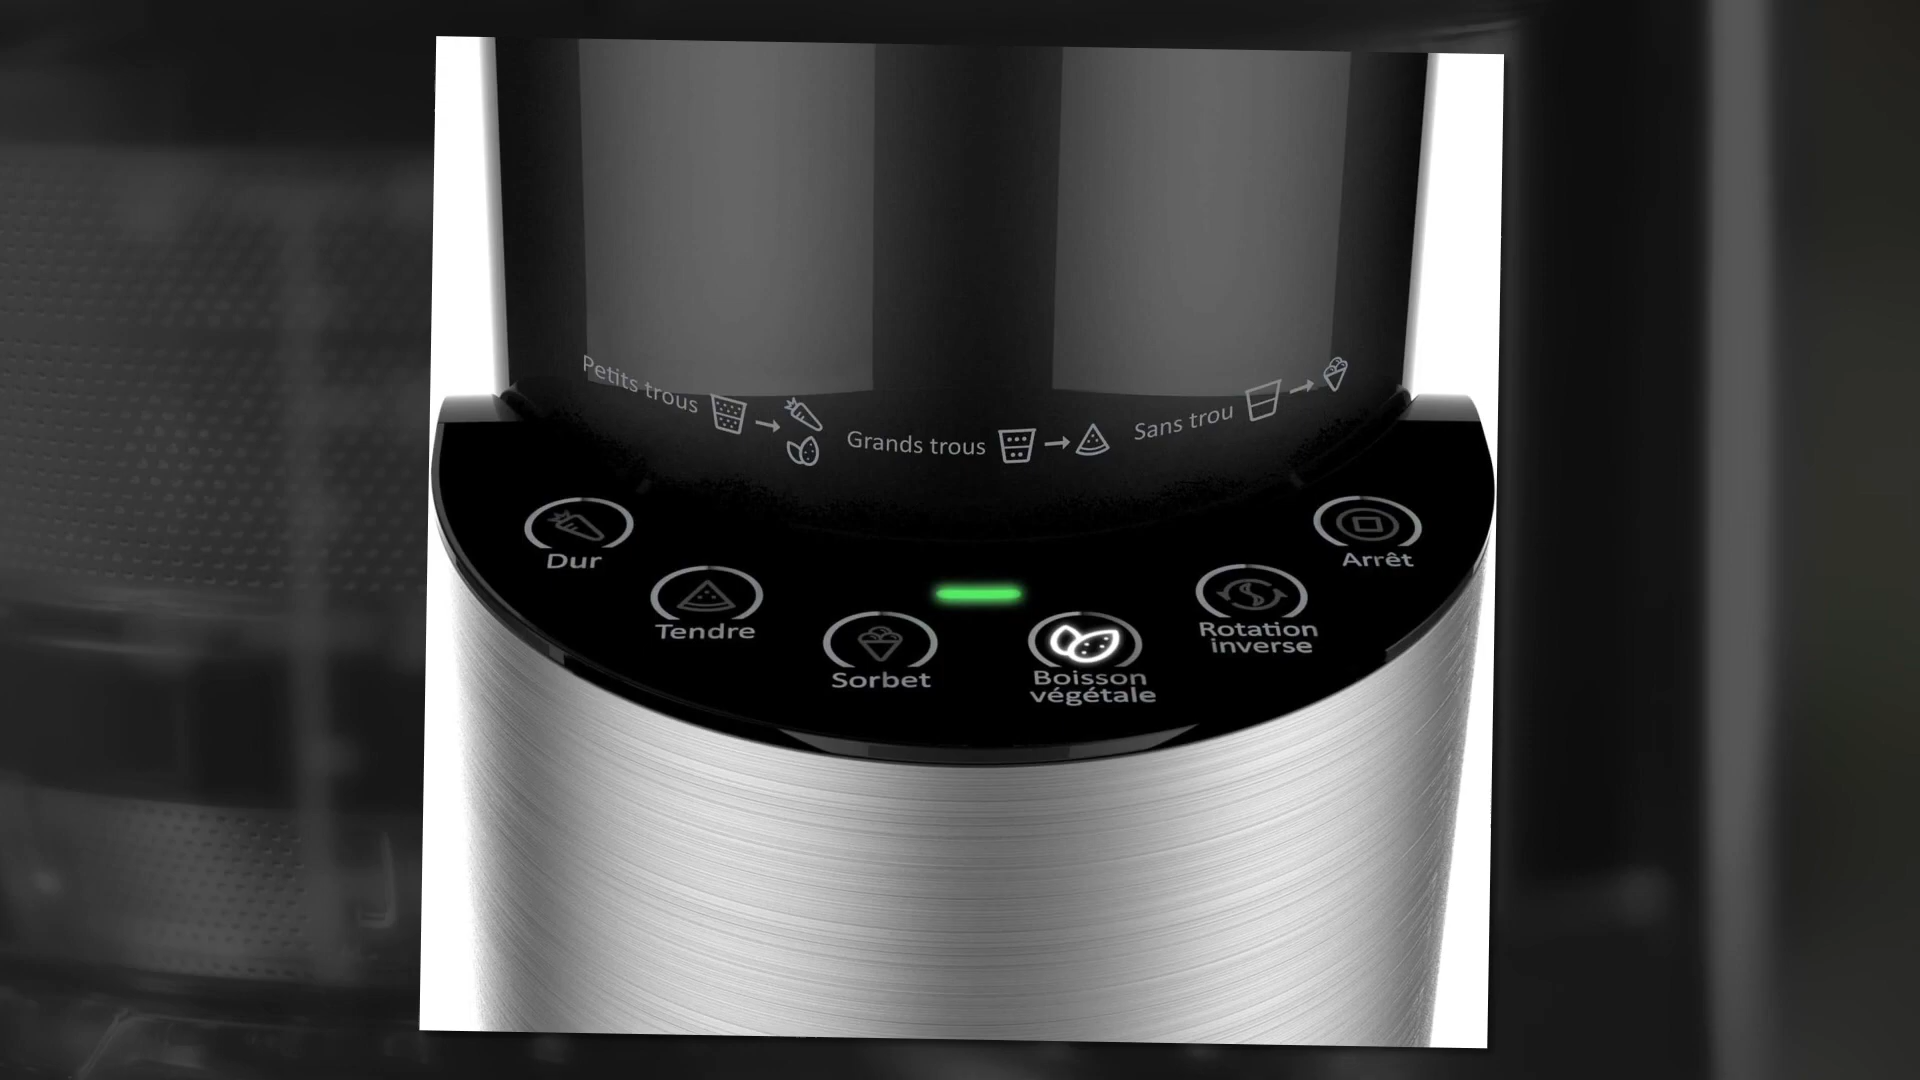 Petits trous
Grands trous
Sans trou
Dur
Tendre
Sorbet
Boisson
végétale
Rotation
inverse
Arrêt